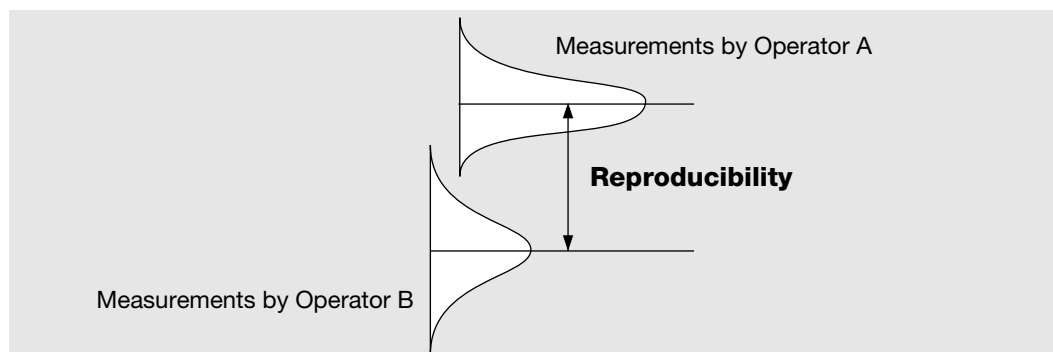 Measurements by Operator A
Reproducibility
Measurements by Operator B